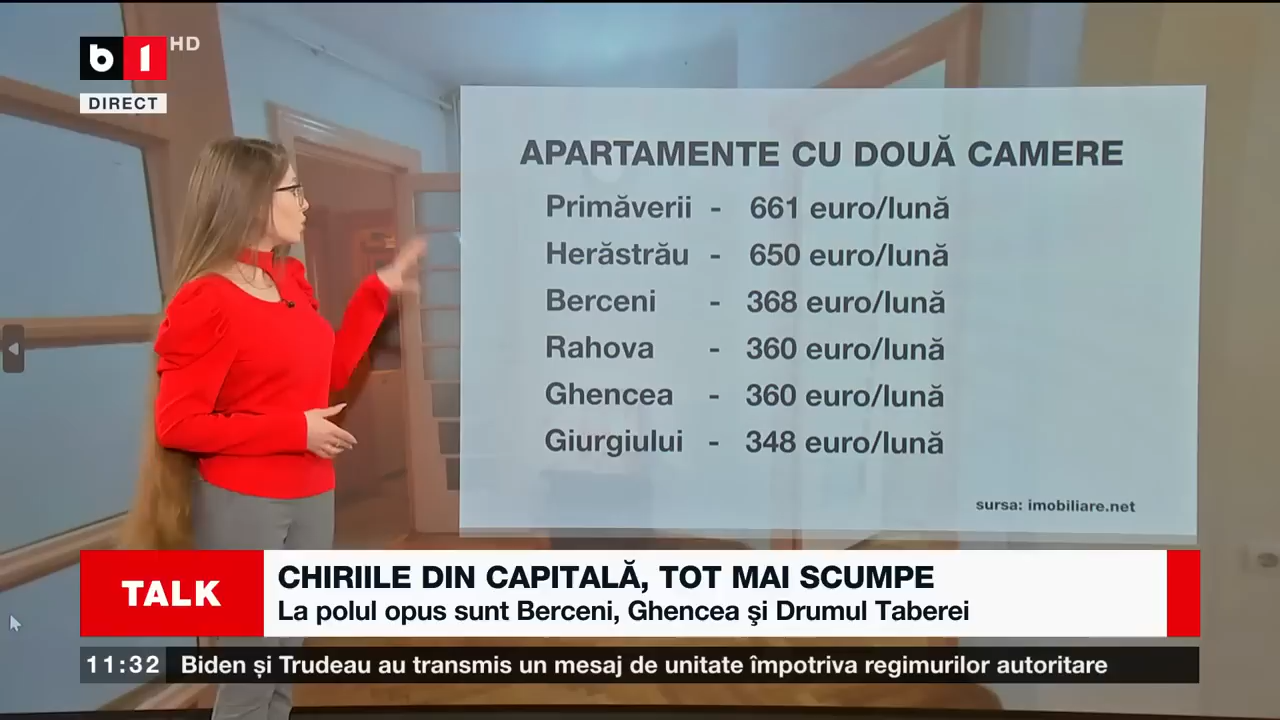 b1 HD
DIRECT
APARTAMENTE CU DOUĂ CAMERE
Primăverii - 661 euro/lună
Herăstrău - 650 euro/lună
Berceni - 368 euro/lună
Rahova - 360 euro/lună
Ghencea - 360 euro/lună
Giurgiului - 348 euro/lună
sursa: imobiliare.net
TALK
CHIRIILE DIN CAPITALĂ, TOT MAI SCUMPE
La polul opus sunt Berceni, Ghencea şi Drumul Taberei
11:32 Biden și Trudeau au transmis un mesaj de unitate împotriva regimurilor autoritare